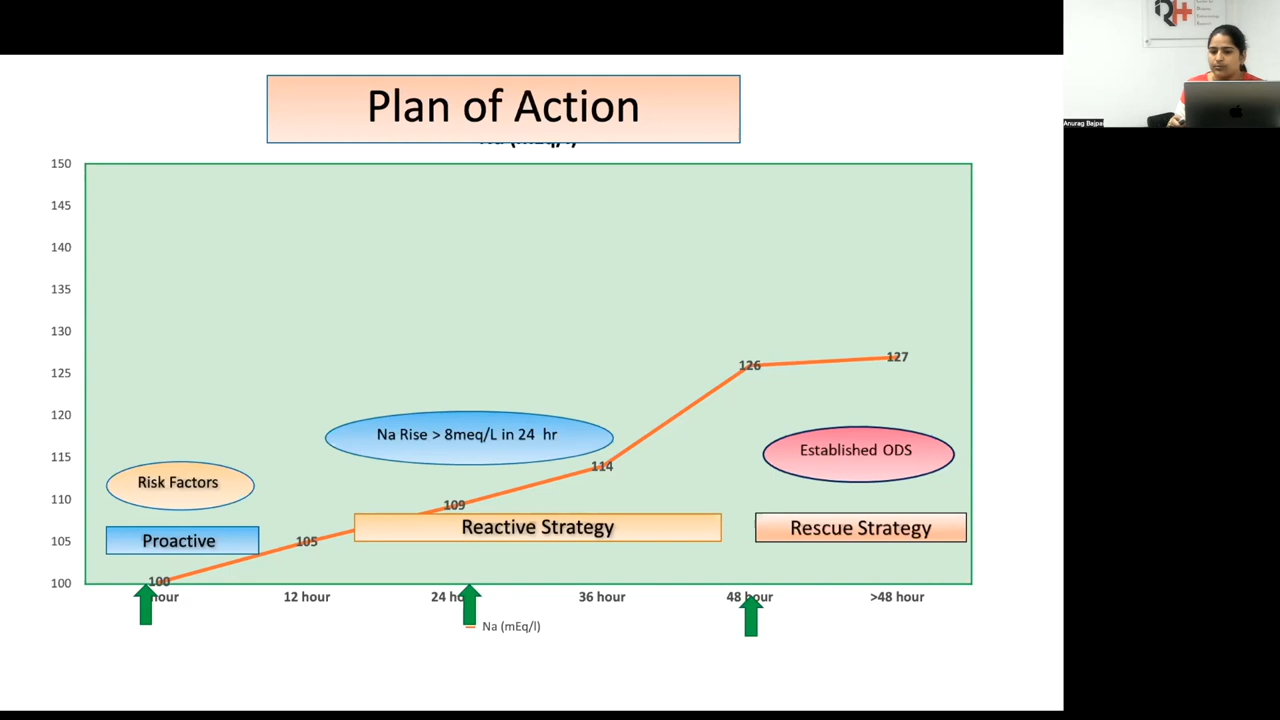 Plan of Action
Na (mEq/l)
150
145
140
135
130
125
120
115
110
105
100
127
126
114
109
105
100
Na Rise > 8meq/L in 24 hr
Established ODS
Risk Factors
Reactive Strategy
Rescue Strategy
Proactive
hour
12 hour
24 ho
36 hour
48 hour
>48 hour
Na (mEq/l)
Anurag Bajpai